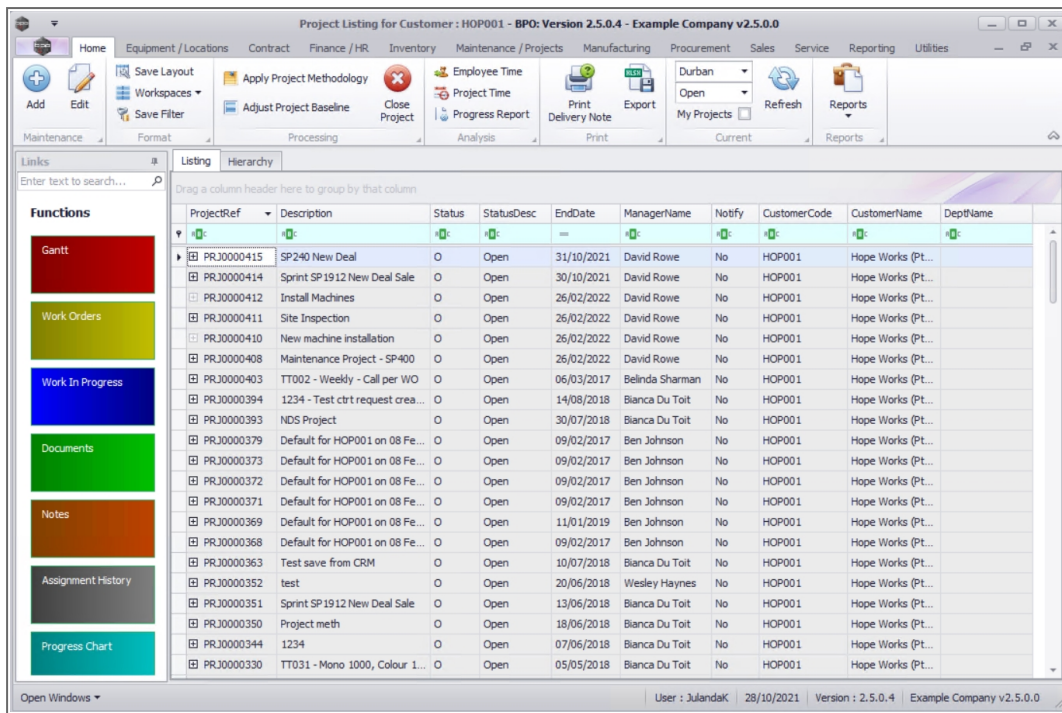 Project Listing for Customer : HOP001 - BPO: Version 2.5.0.4 - Example Company v2.5.0.0
Home Equipment / Locations Contract Finance / HR Inventory Maintenance / Projects Manufacturing Procurement Sales Service Reporting Utilities
Save Layout Apply Project Methodology Employee Time Durban
Workspaces Project Time Open
Add Edit Save Filter Adjust Project Baseline Close Project Progress Report Print Delivery Note Export My Projects Refresh Reports
Maintenance Format Processing Analysis Print Current Reports
Links Listing Hierarchy
Enter text to search...
Drag a column header here to group by that column
Functions
Gantt
Work Orders
Work In Progress
Documents
Notes
Assignment History
Progress Chart
ProjectRef Description Status StatusDesc EndDate ManagerName Notify CustomerCode CustomerName DeptName
PRJ0000415 SP240 New Deal O Open 31/10/2021 David Rowe No HOP001 Hope Works (Pt...
PRJ0000414 Sprint SP1912 New Deal Sale O Open 30/10/2021 David Rowe No HOP001 Hope Works (Pt...
PRJ0000412 Install Machines O Open 26/02/2022 David Rowe No HOP001 Hope Works (Pt...
PRJ0000411 Site Inspection O Open 26/02/2022 David Rowe No HOP001 Hope Works (Pt...
PRJ0000410 New machine installation O Open 26/02/2022 David Rowe No HOP001 Hope Works (Pt...
PRJ0000408 Maintenance Project - SP400 O Open 26/02/2022 David Rowe No HOP001 Hope Works (Pt...
PRJ0000403 TT002 - Weekly - Call per WO O Open 06/03/2017 Belinda Sharman No HOP001 Hope Works (Pt...
PRJ0000394 1234 - Test ctrt request crea... O Open 14/08/2018 Bianca Du Toit No HOP001 Hope Works (Pt...
PRJ0000393 NDS Project O Open 30/07/2018 Bianca Du Toit No HOP001 Hope Works (Pt...
PRJ0000379 Default for HOP001 on 08 Fe... O Open 09/02/2017 Ben Johnson No HOP001 Hope Works (Pt...
PRJ0000373 Default for HOP001 on 08 Fe... O Open 09/02/2017 Ben Johnson No HOP001 Hope Works (Pt...
PRJ0000372 Default for HOP001 on 08 Fe... O Open 09/02/2017 Ben Johnson No HOP001 Hope Works (Pt...
PRJ0000371 Default for HOP001 on 08 Fe... O Open 09/02/2017 Ben Johnson No HOP001 Hope Works (Pt...
PRJ0000369 Default for HOP001 on 08 Fe... O Open 11/01/2019 Ben Johnson No HOP001 Hope Works (Pt...
PRJ0000368 Default for HOP001 on 08 Fe... O Open 09/02/2017 Ben Johnson No HOP001 Hope Works (Pt...
PRJ0000363 Test save from CRM O Open 10/07/2018 Bianca Du Toit No HOP001 Hope Works (Pt...
PRJ0000352 test O Open 20/06/2018 Wesley Haynes No HOP001 Hope Works (Pt...
PRJ0000351 Sprint SP1912 New Deal Sale O Open 13/06/2018 Bianca Du Toit No HOP001 Hope Works (Pt...
PRJ0000350 Project meth O Open 18/06/2018 Bianca Du Toit No HOP001 Hope Works (Pt...
PRJ0000344 1234 O Open 07/06/2018 Bianca Du Toit No HOP001 Hope Works (Pt...
PRJ0000330 TT031 - Mono 1000, Colour 1... O Open 05/05/2018 Bianca Du Toit No HOP001 Hope Works (Pt...
Open Windows User : JulandaK 28/10/2021 Version : 2.5.0.4 Example Company v2.5.0.0